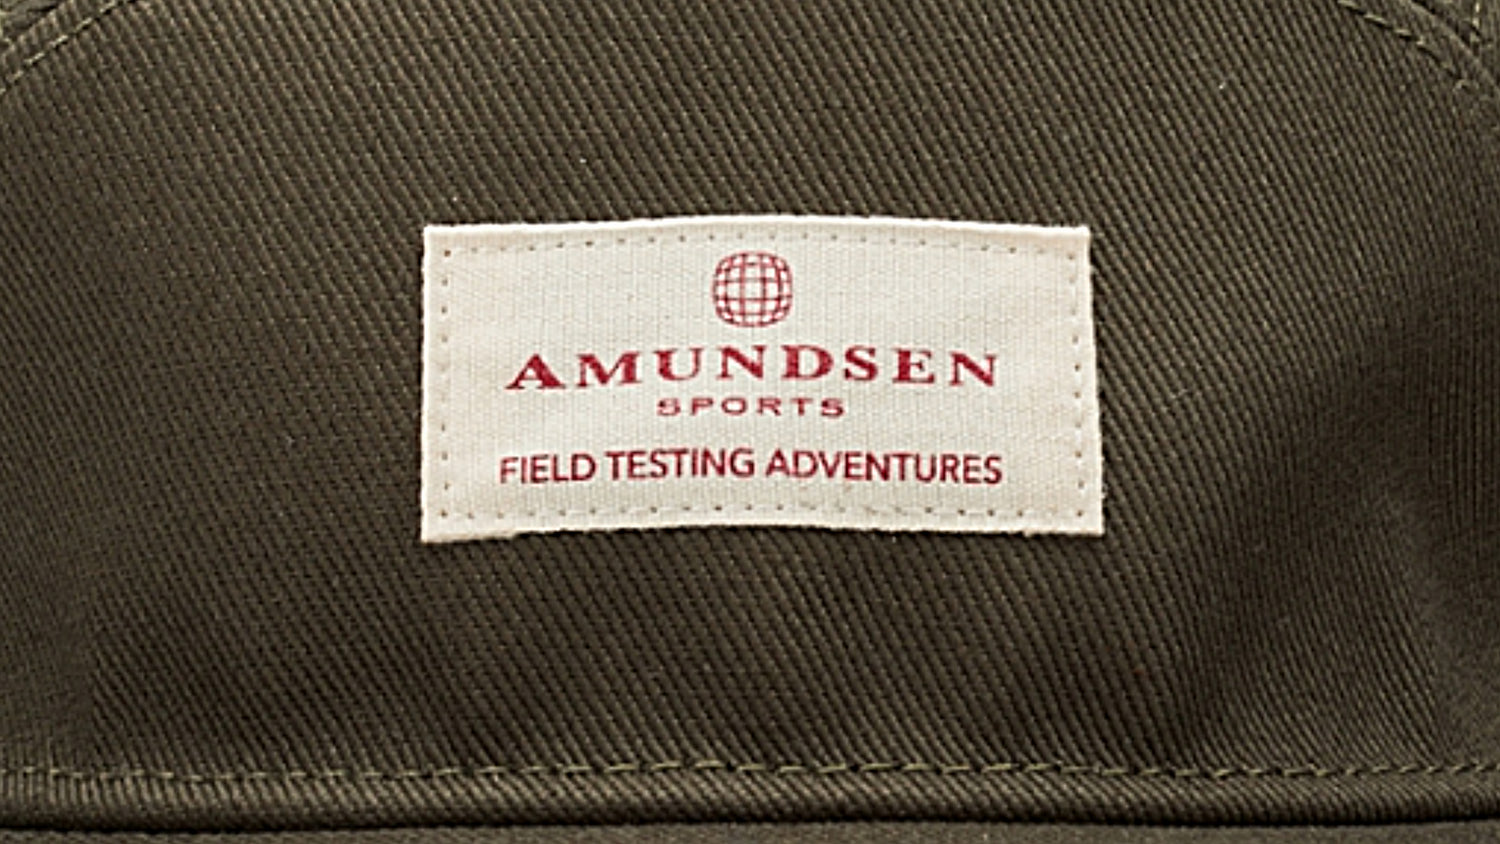 AMUNDSEN
SPORTS
FIELD TESTING ADVENTURES